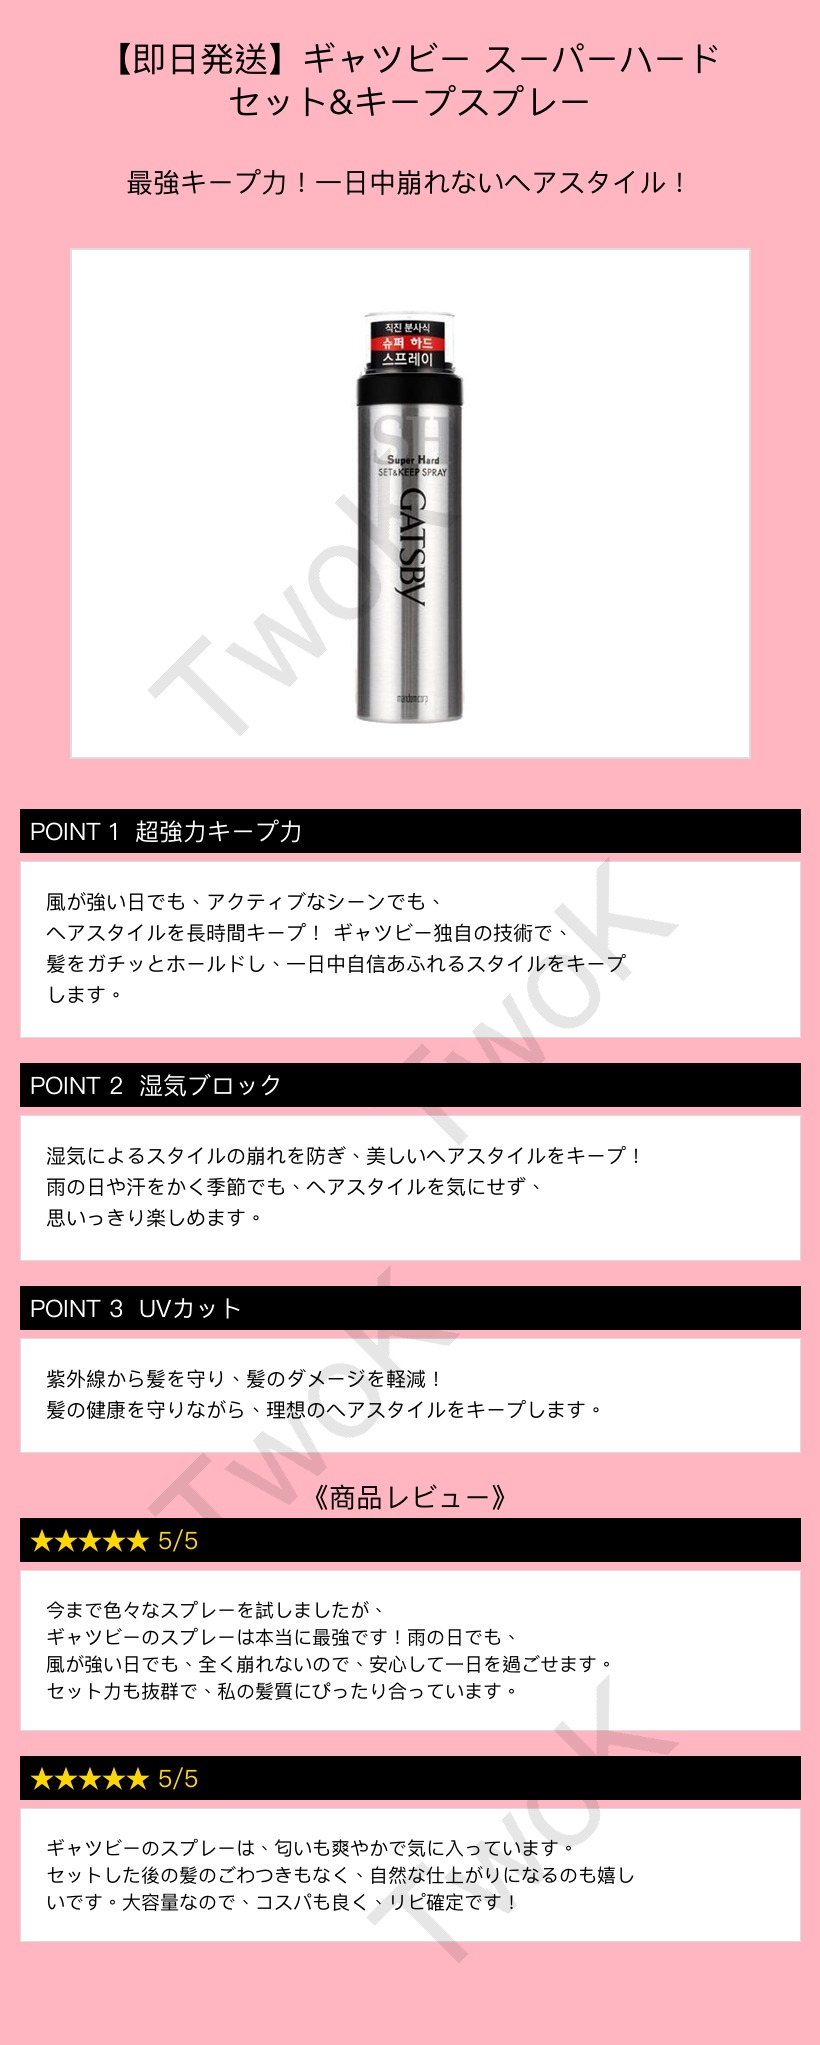 【即日発送】ギャツビー スーパーハード
セット&キープスプレー
最強キープ力！一日中崩れないヘアスタイル！
직진 분사식
슈퍼 하드
스프레이
SH
Super Hard
SET&KEEP SPRAY
GATSBY
mandom corp
TwoK
POINT 1 超強力キープ力
風が強い日でも、アクティブなシーンでも、
ヘアスタイルを長時間キープ！ ギャツビー独自の技術で、
髪をガチッとホールドし、一日中自信あふれるスタイルをキープ
します。
TwoK
POINT 2 湿気ブロック
湿気によるスタイルの崩れを防ぎ、美しいヘアスタイルをキープ！
雨の日や汗をかく季節でも、ヘアスタイルを気にせず、
思いっきり楽しめます。
POINT 3 UVカット
紫外線から髪を守り、髪のダメージを軽減！
髪の健康を守りながら、理想のヘアスタイルをキープします。
TwoK
《商品レビュー》
★★★★★ 5/5
今まで色々なスプレーを試しましたが、
ギャツビーのスプレーは本当に最強です！雨の日でも、
風が強い日でも、全く崩れないので、安心して一日を過ごせます。
セット力も抜群で、私の髪質にぴったり合っています。
★★★★★ 5/5
ギャツビーのスプレーは、匂いも爽やかで気に入っています。
セットした後の髪のごわつきもなく、自然な仕上がりになるのも嬉し
いです。大容量なので、コスパも良く、リピ確定です！
TwoK